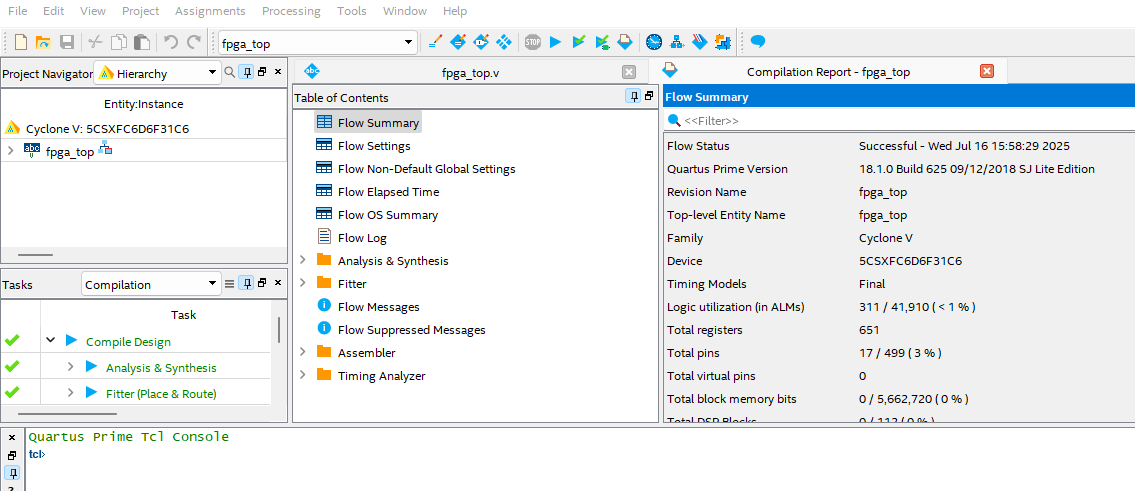 File Edit View Project Assignments Processing Tools Window Help
fpga_top
Project Navigator Hierarchy
Entity:Instance
Cyclone V: 5CSXFC6D6F31C6
fpga_top
Tasks Compilation
Task
Compile Design
Analysis & Synthesis
Fitter (Place & Route)
fpga_top.v
Compilation Report - fpga_top
Table of Contents
Flow Summary
Flow Settings
Flow Non-Default Global Settings
Flow Elapsed Time
Flow OS Summary
Flow Log
Analysis & Synthesis
Fitter
Flow Messages
Flow Suppressed Messages
Assembler
Timing Analyzer
Flow Summary
<<Filter>>
Flow Status Successful - Wed Jul 16 15:58:29 2025
Quartus Prime Version 18.1.0 Build 625 09/12/2018 SJ Lite Edition
Revision Name fpga_top
Top-level Entity Name fpga_top
Family Cyclone V
Device 5CSXFC6D6F31C6
Timing Models Final
Logic utilization (in ALMs) 311 / 41,910 ( < 1 % )
Total registers 651
Total pins 17 / 499 ( 3 % )
Total virtual pins 0
Total block memory bits 0 / 5,662,720 ( 0 % )
Total DSP Blocks 0 / 112 ( 0 % )
Quartus Prime Tcl Console
tcl>